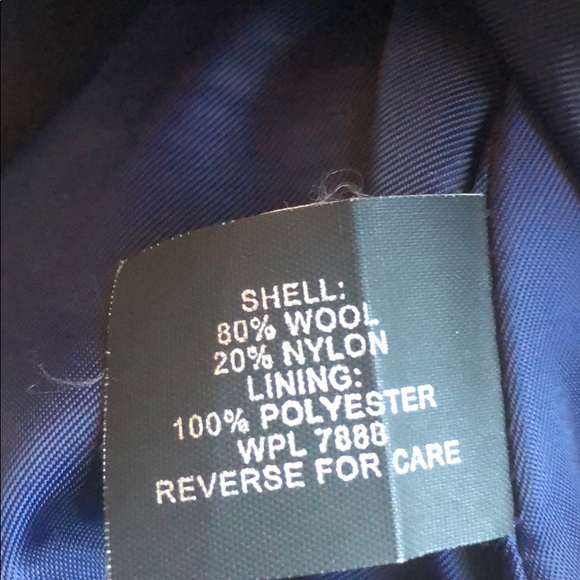 SHELL:
80% WOOL
20% NYLON
LINING:
100% POLYESTER
WPL 7888
REVERSE FOR CARE